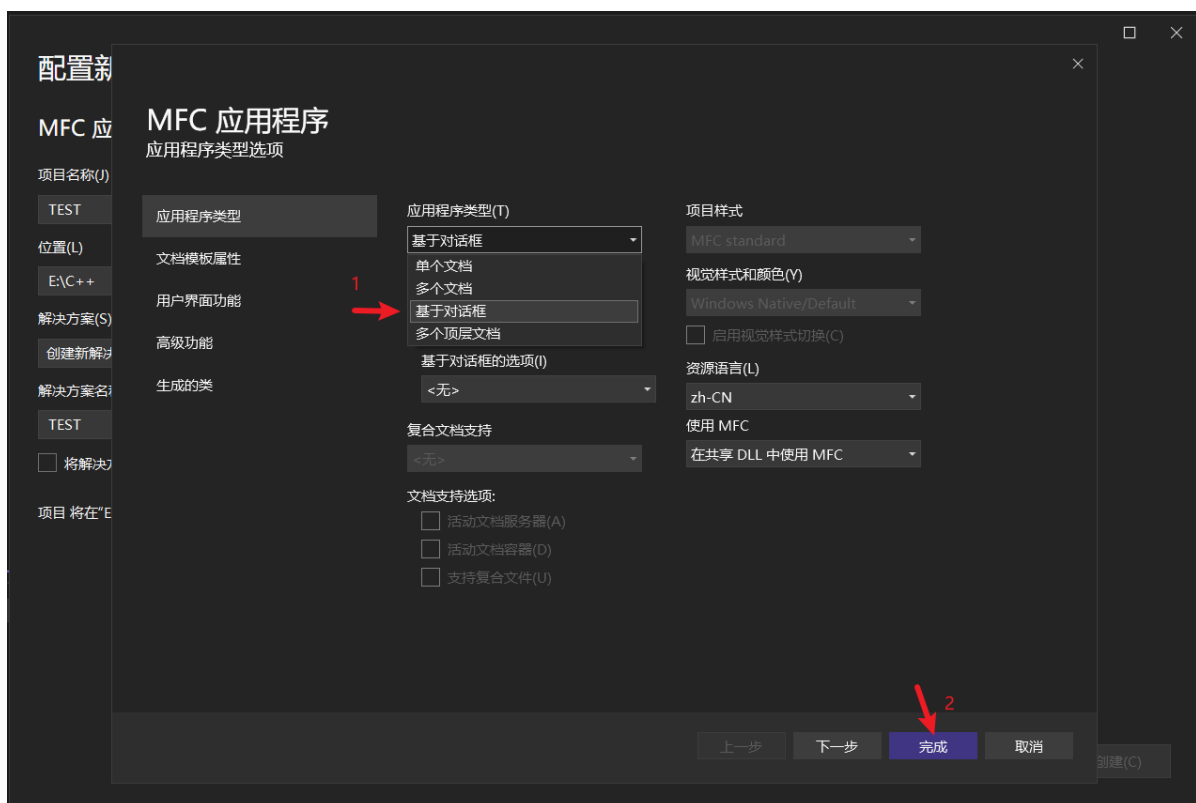 配置新
MFC 应用程序
应用程序类型选项
MFC 应
项目名称(J)
TEST
位置(L)
E:\C++
解决方案(S)
创建新解决
解决方案名称
TEST
将解决方
项目 将在"E
应用程序类型
文档模板属性
用户界面功能
高级功能
生成的类
应用程序类型(T)
基于对话框
单个文档
多个文档
1
基于对话框
多个顶层文档
基于对话框的选项(I)
<无>
复合文档支持
<无>
文档支持选项:
活动文档服务器(A)
活动文档容器(D)
支持复合文件(U)
项目样式
MFC standard
视觉样式和颜色(Y)
Windows Native/Default
启用视觉样式切换(C)
资源语言(L)
zh-CN
使用 MFC
在共享 DLL 中使用 MFC
2
上一步
下一步
完成
取消
创建(C)